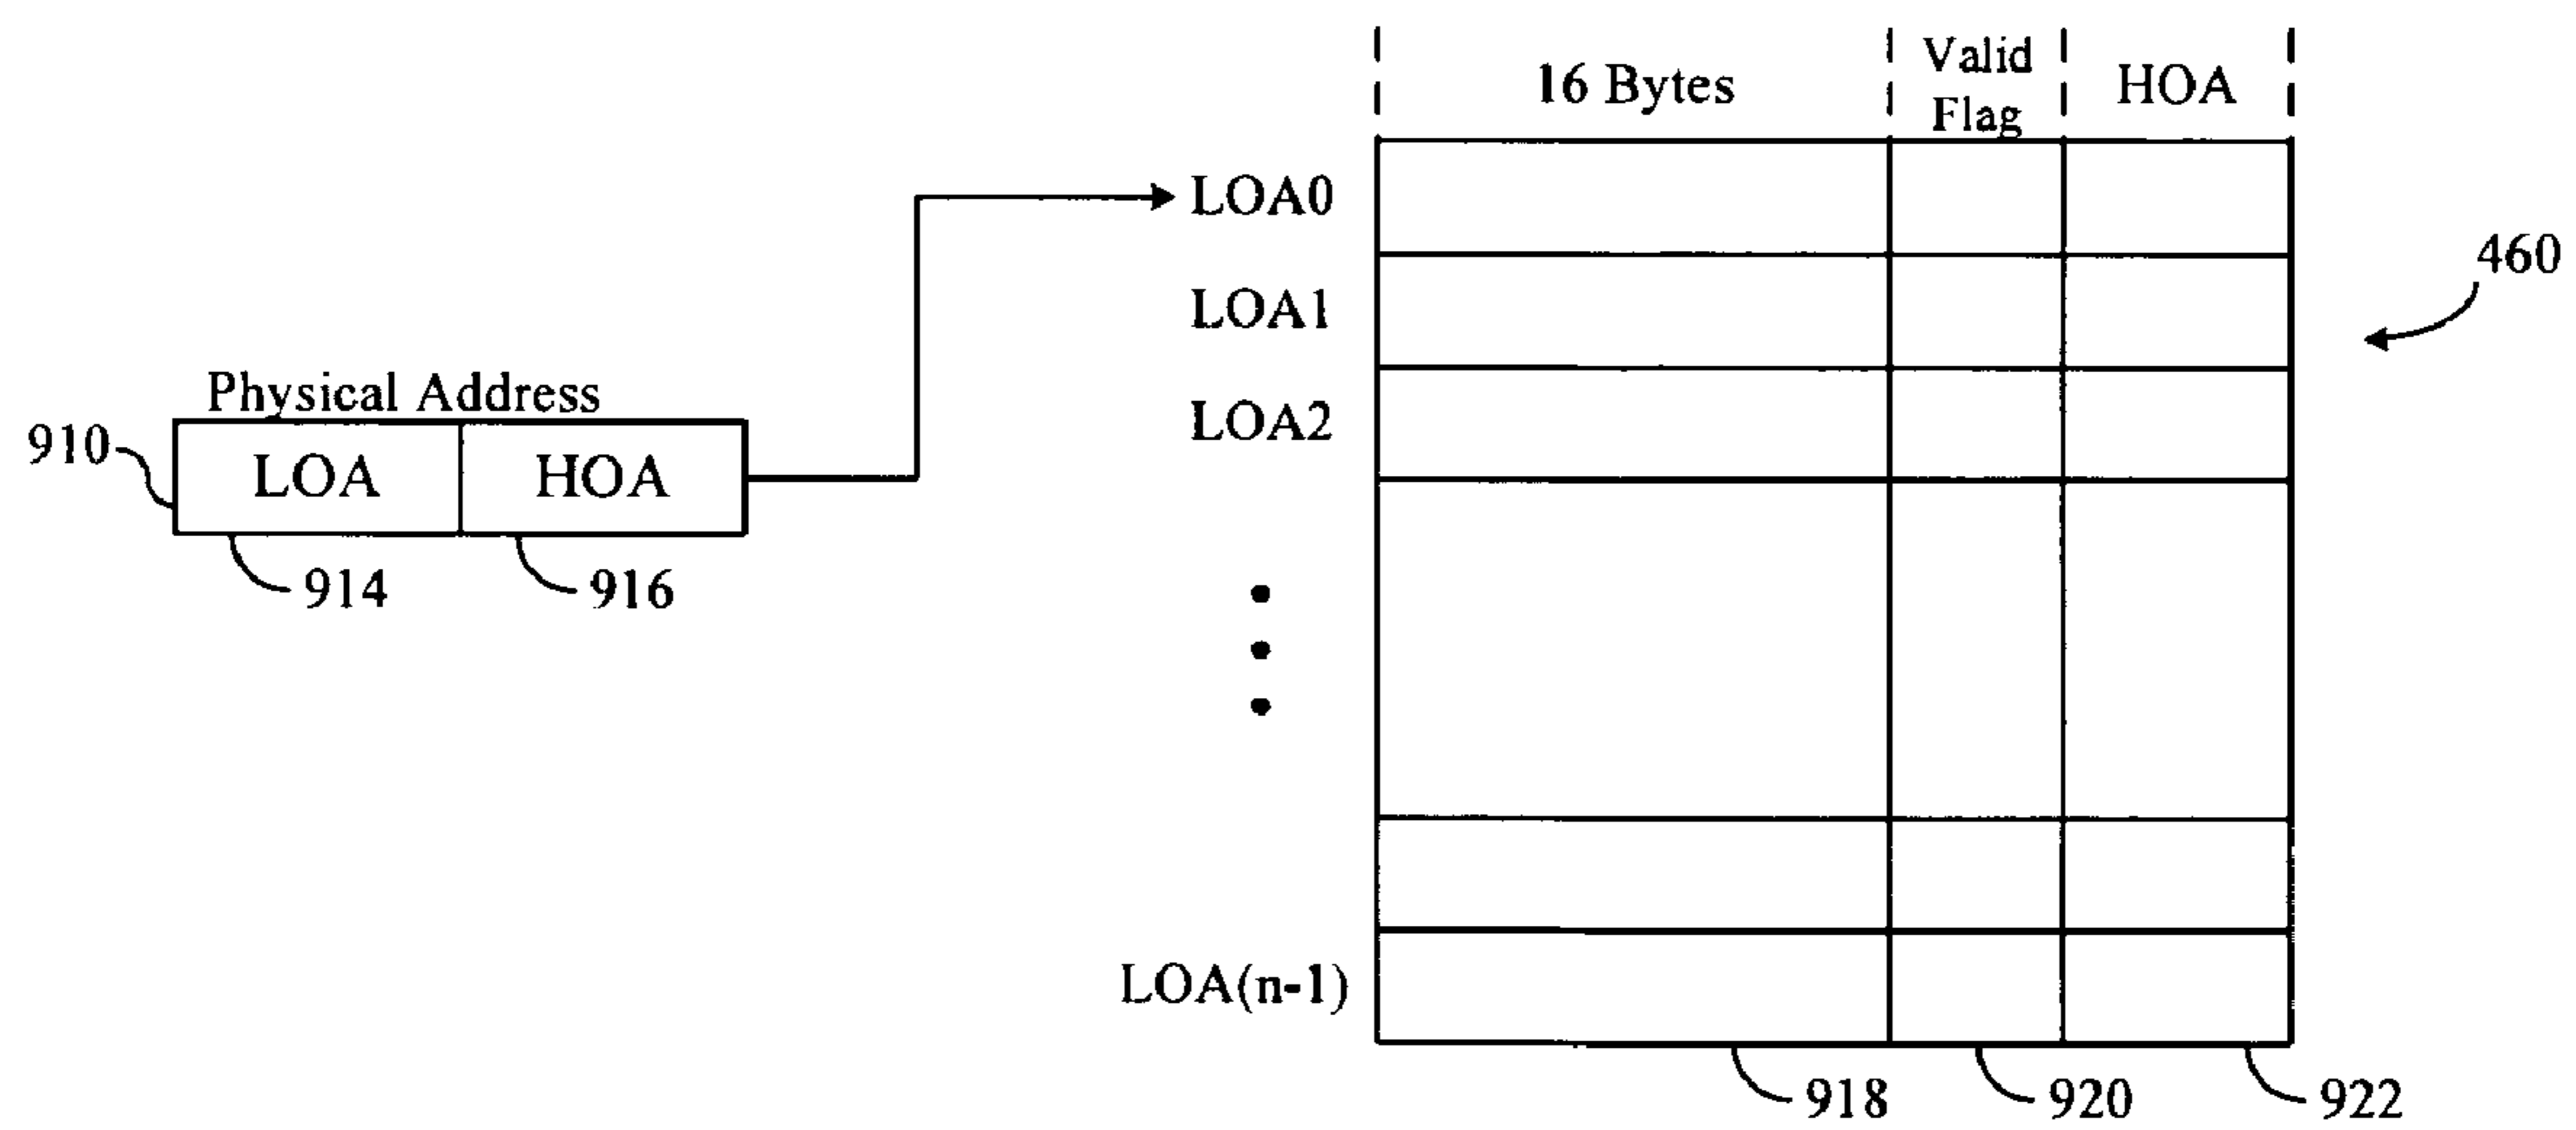 16 Bytes
Valid
Flag
HOA
LOA0
460
LOA1
Physical Address
LOA2
910
LOA
HOA
914
916
LOA(n-1)
918
920
922